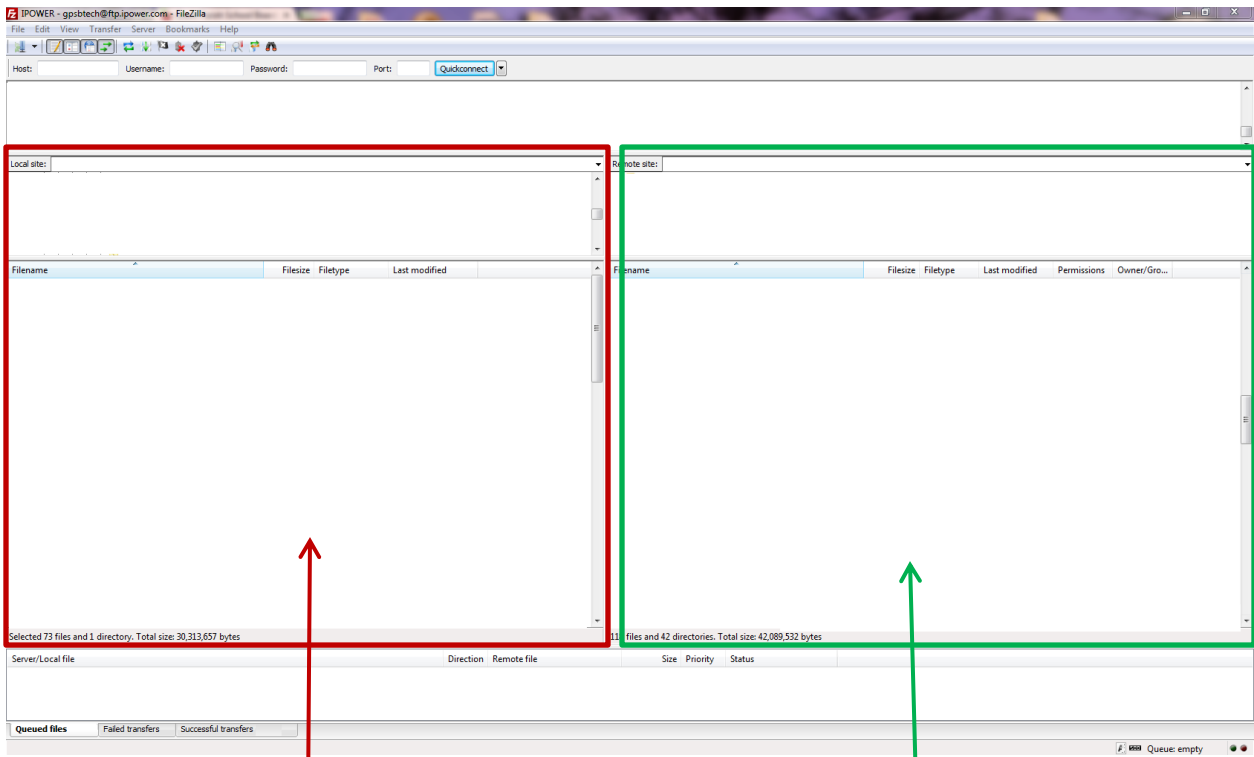 IPOWER - gpsbtech@ftp.ipower.com - FileZilla
File Edit View Transfer Server Bookmarks Help
Host: Username: Password: Port: Quickconnect
Local site: Remote site:
Filename Filesize Filetype Last modified Filename Filesize Filetype Last modified Permissions Owner/Gro...
Selected 73 files and 1 directory. Total size: 30,313,657 bytes files and 42 directories. Total size: 42,089,532 bytes
Server/Local file Direction Remote file Size Priority Status
Queued files Failed transfers Successful transfers
Queue: empty